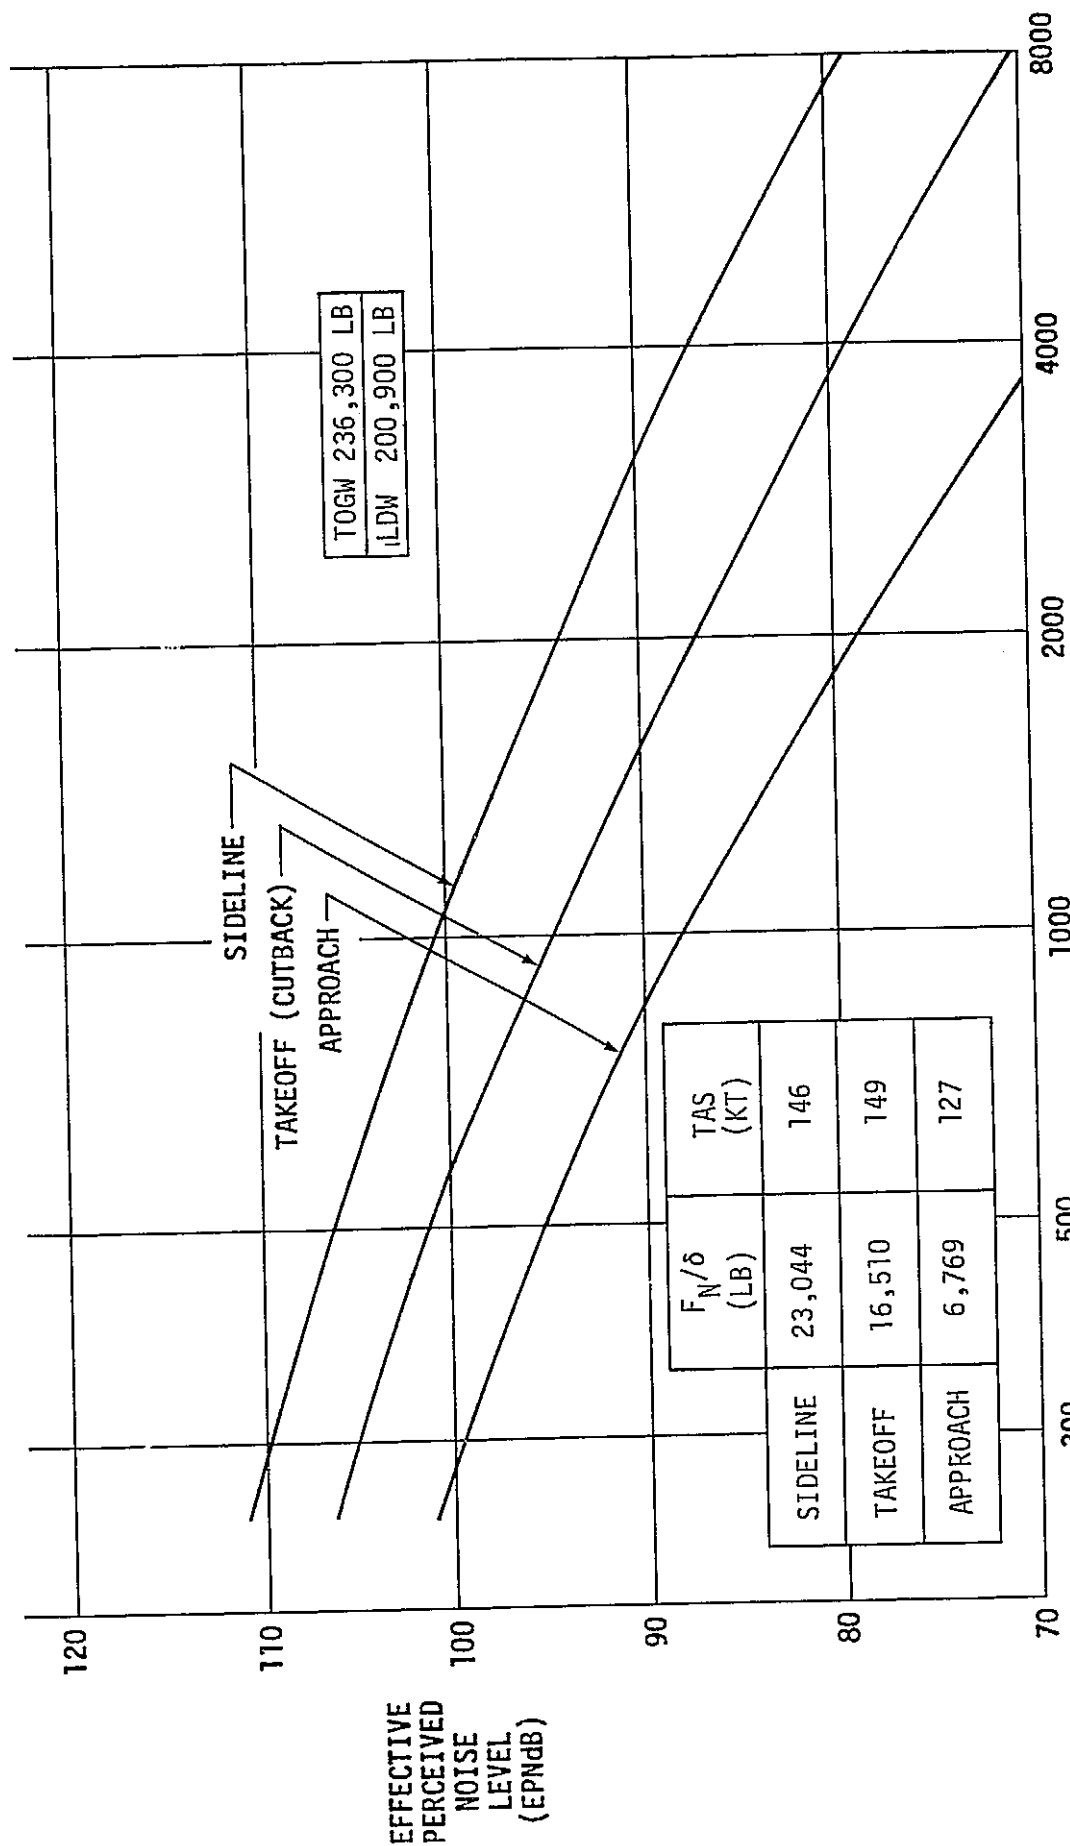 EFFECTIVE
PERCEIVED
NOISE
LEVEL
(EPNdB)
120
110
100
90
80
70
SIDELINE
TAKEOFF (CUTBACK)
APPROACH
TOGW 236,300 LB
LDW 200,900 LB
FN/δ
(LB)
TAS
(KT)
SIDELINE 23,044 146
TAKEOFF 16,510 149
APPROACH 6,769 127
500
1000
2000
4000
8000